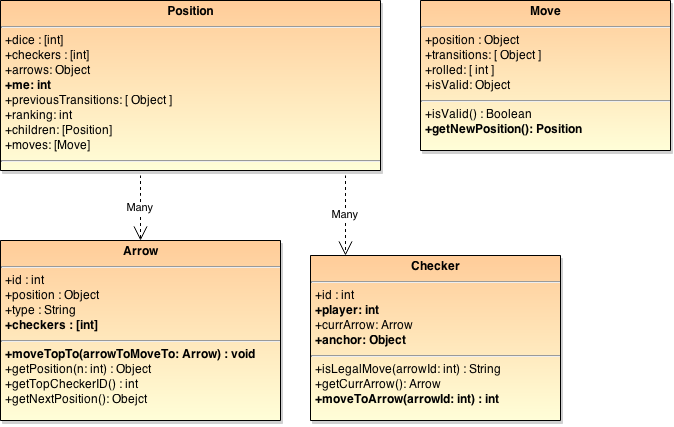 Position
+dice : [int]
+checkers : [int]
+arrows: Object
+me: int
+previousTransitions: [ Object ]
+ranking: int
+children: [Position]
+moves: [Move]
Move
+position : Object
+transitions: [ Object ]
+rolled: [ int ]
+isValid: Object
+isValid() : Boolean
+getNewPosition(): Position
Many
Many
Arrow
+id : int
+position : Object
+type : String
+checkers : [int]
+moveTopTo(arrowToMoveTo: Arrow) : void
+getPosition(n: int) : Object
+getTopCheckerID() : int
+getNextPosition(): Obejct
Checker
+id : int
+player: int
+currArrow: Arrow
+anchor: Object
+isLegalMove(arrowId: int) : String
+getCurrArrow(): Arrow
+moveToArrow(arrowId: int) : int